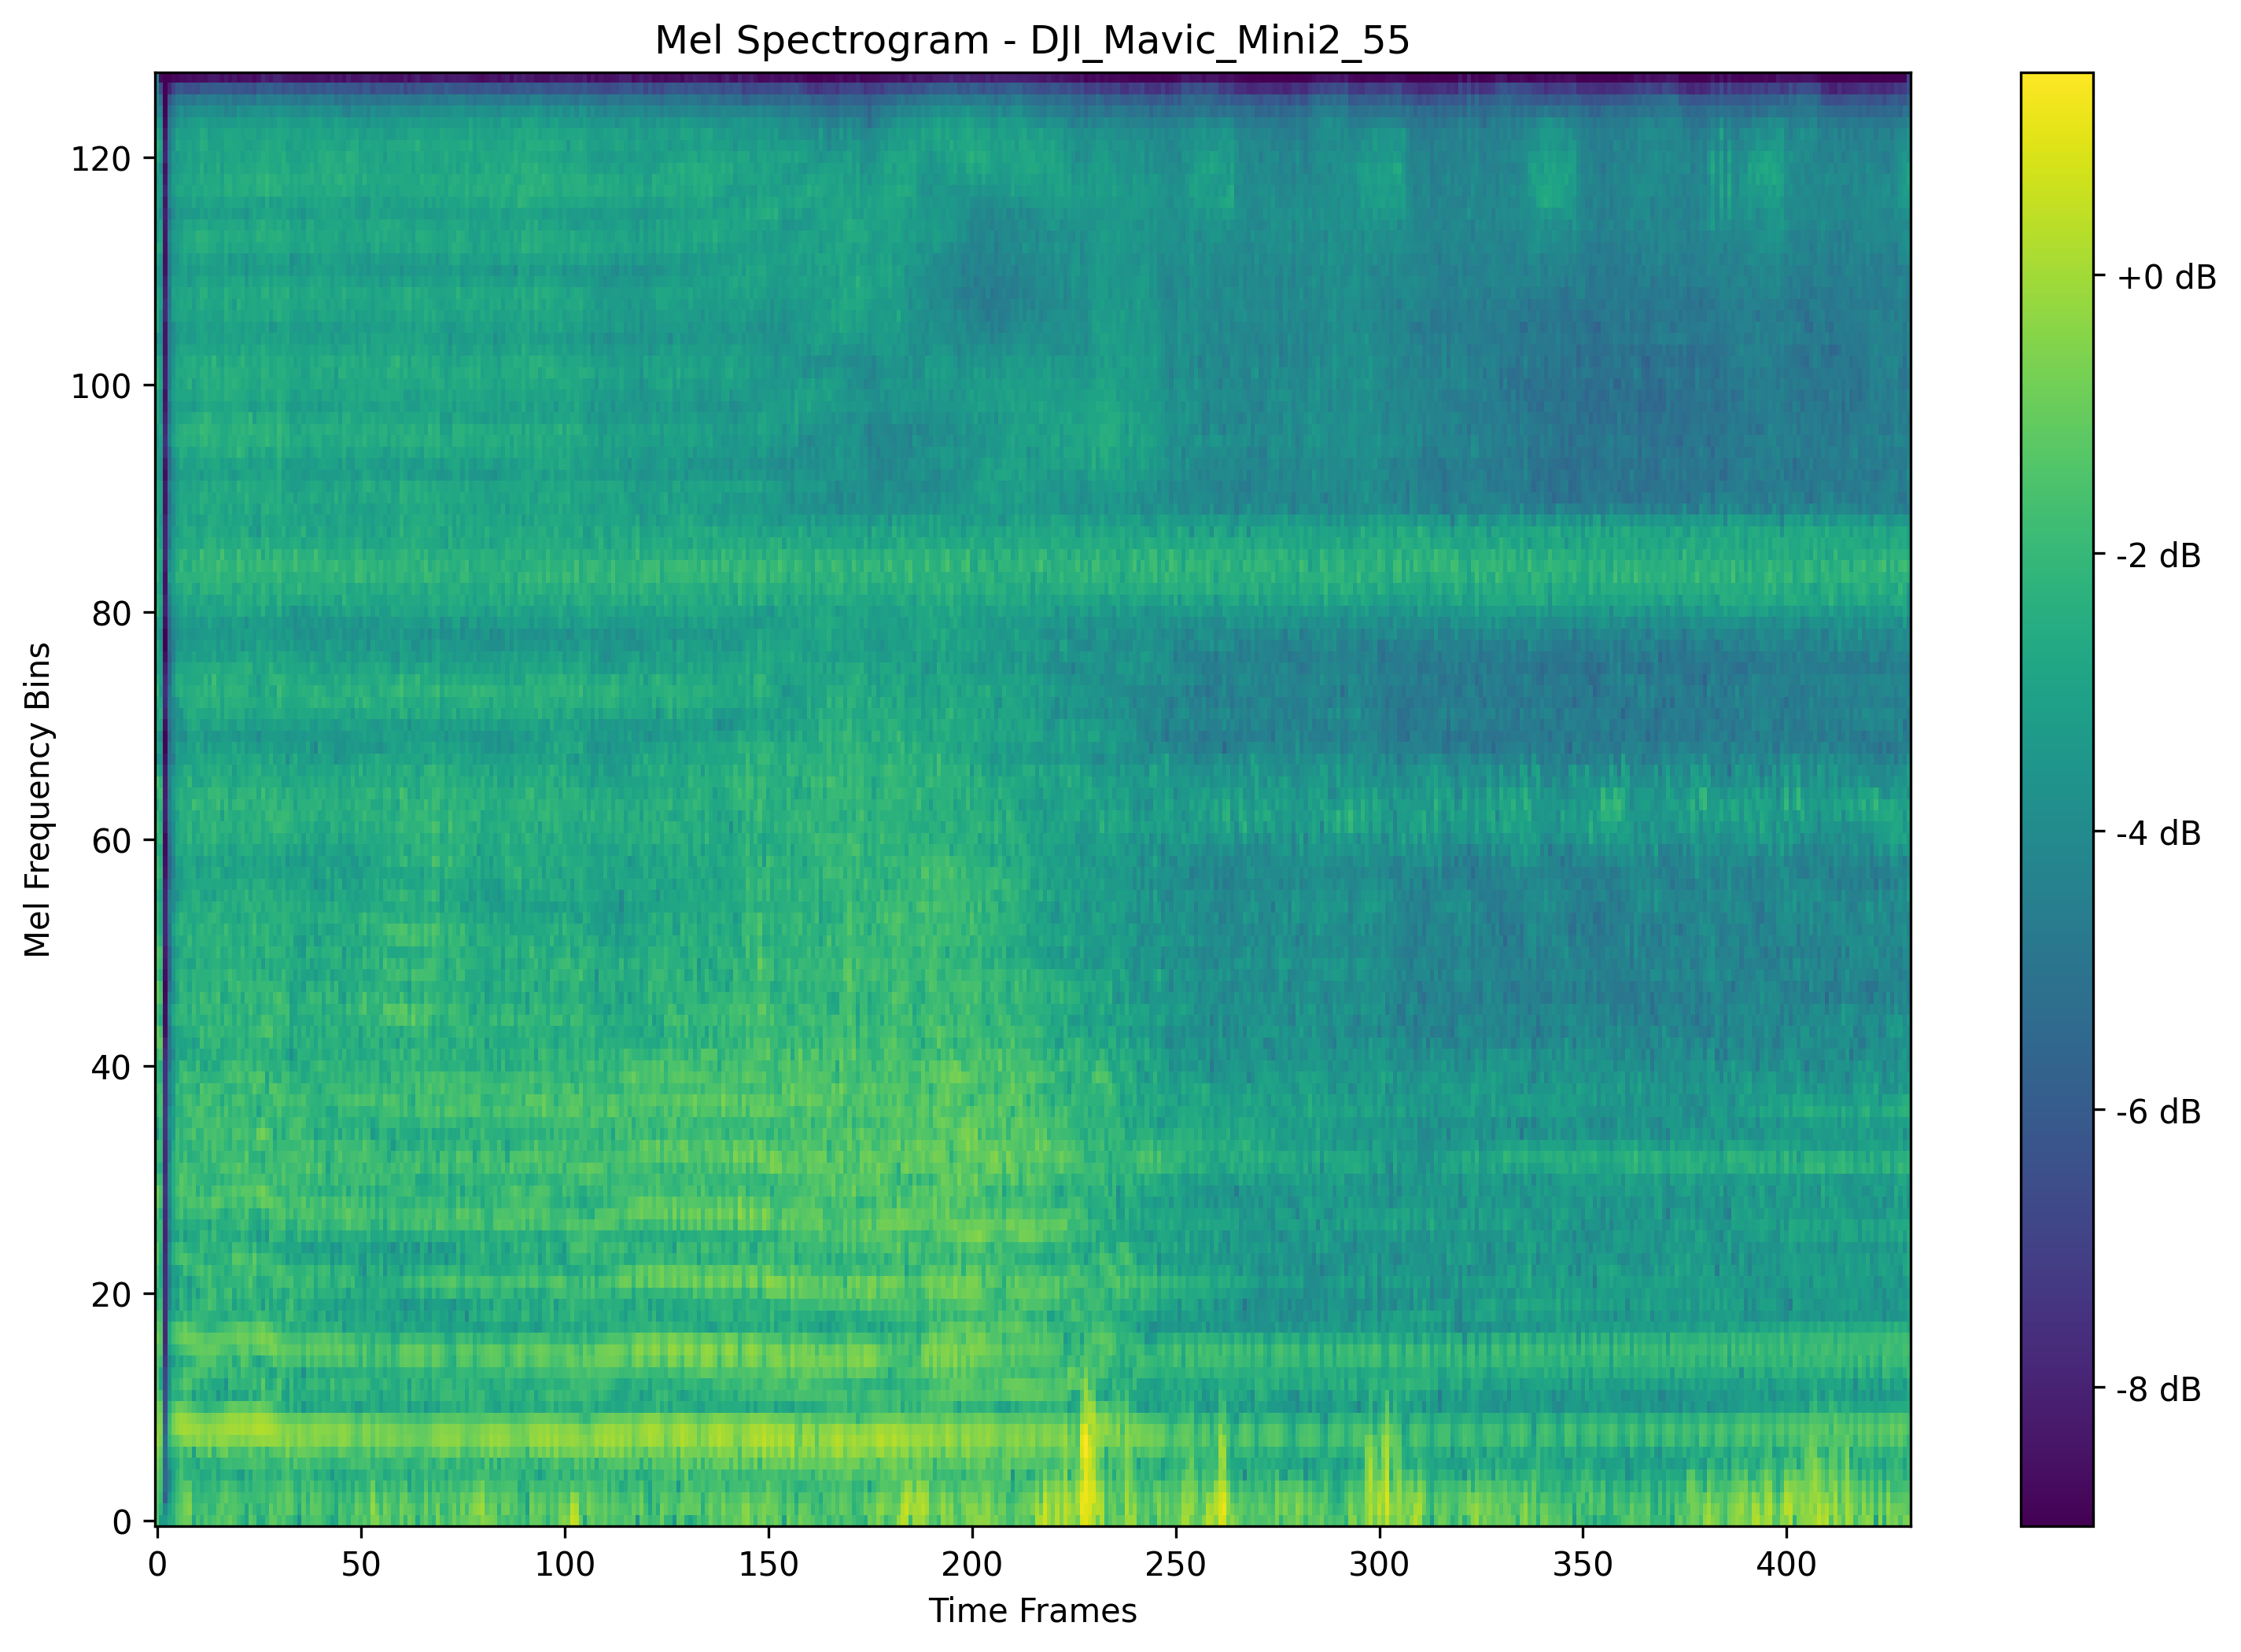 Mel Spectrogram - DJI_Mavic_Mini2_55
Mel Frequency Bins
120
100
80
60
40
20
0
0 50 100 150 200 250 300 350 400
Time Frames
+0 dB
-2 dB
-4 dB
-6 dB
-8 dB